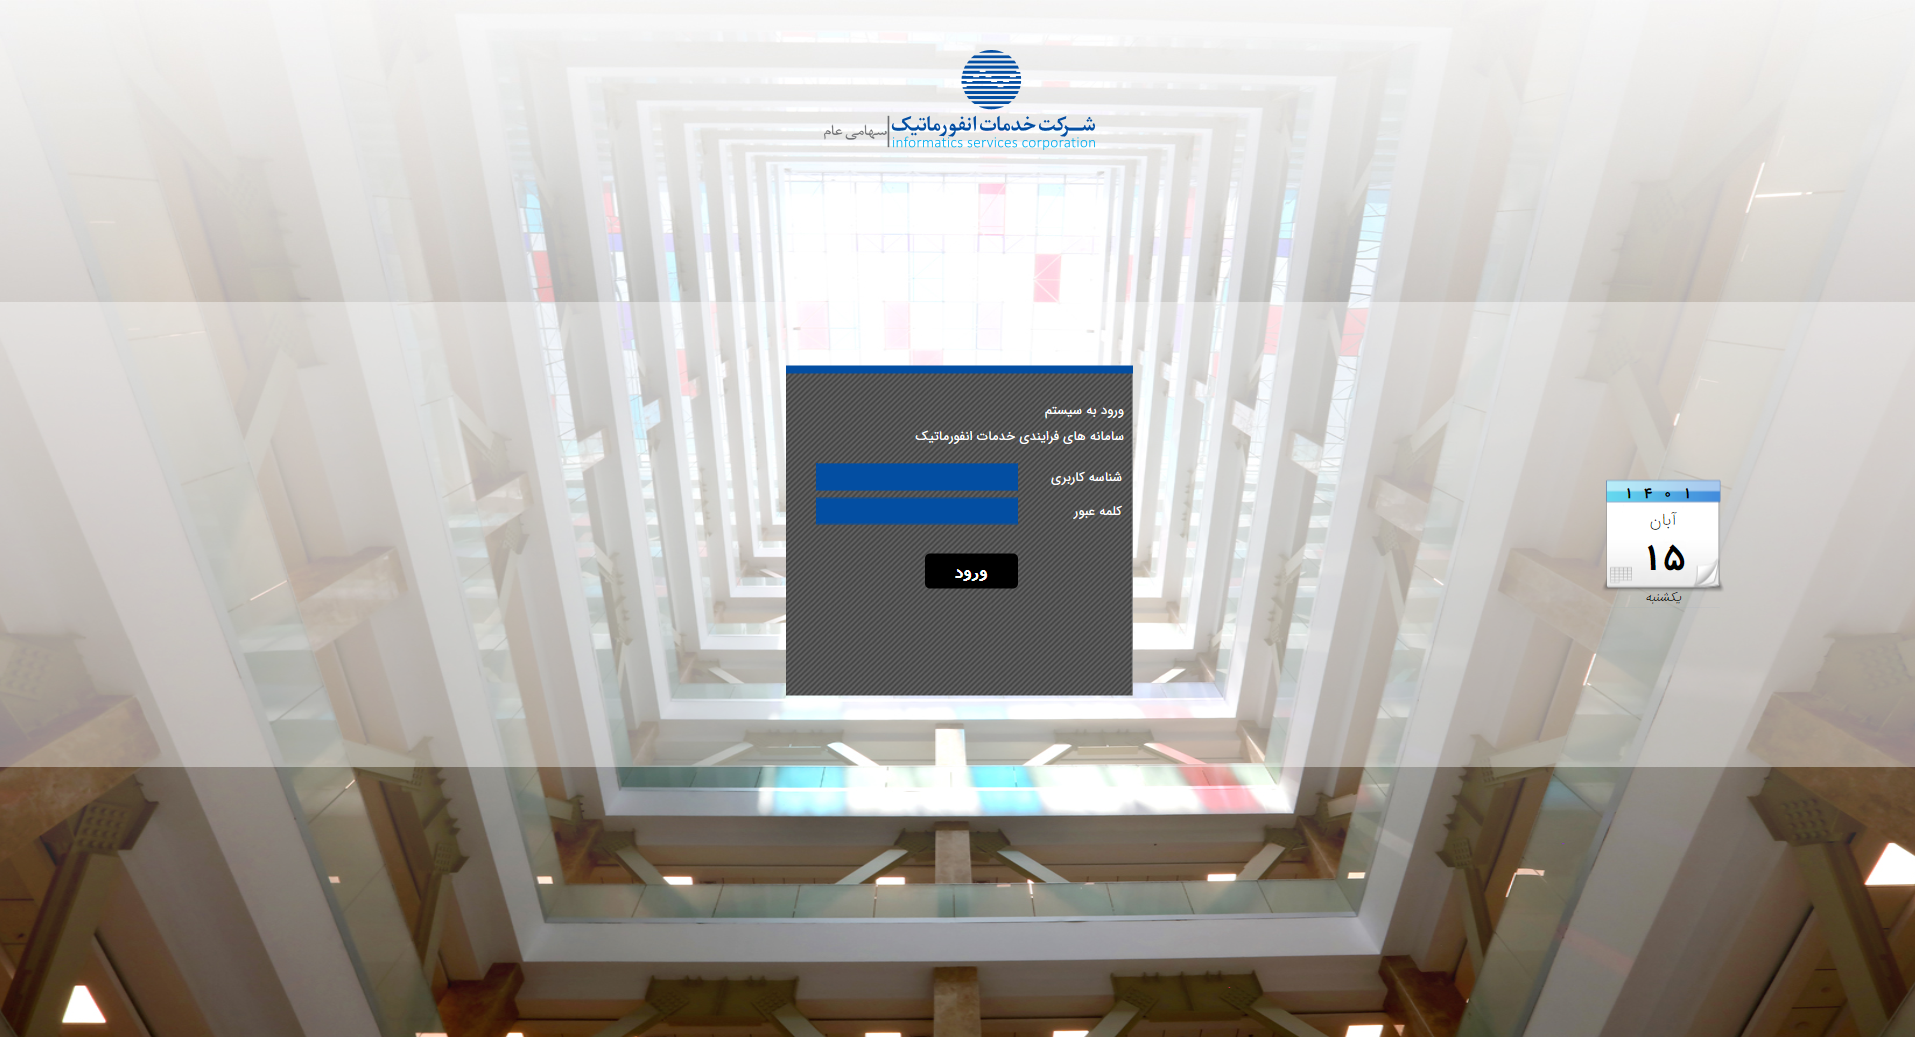 شرکت خدمات انفورماتیک
سهامی عام
informatics services corporation
ورود به سیستم
سامانه های فرایندی خدمات انفورماتیک
شناسه کاربری
کلمه عبور
ورود
۱۴۰۱
آبان
۱۵
یکشنبه